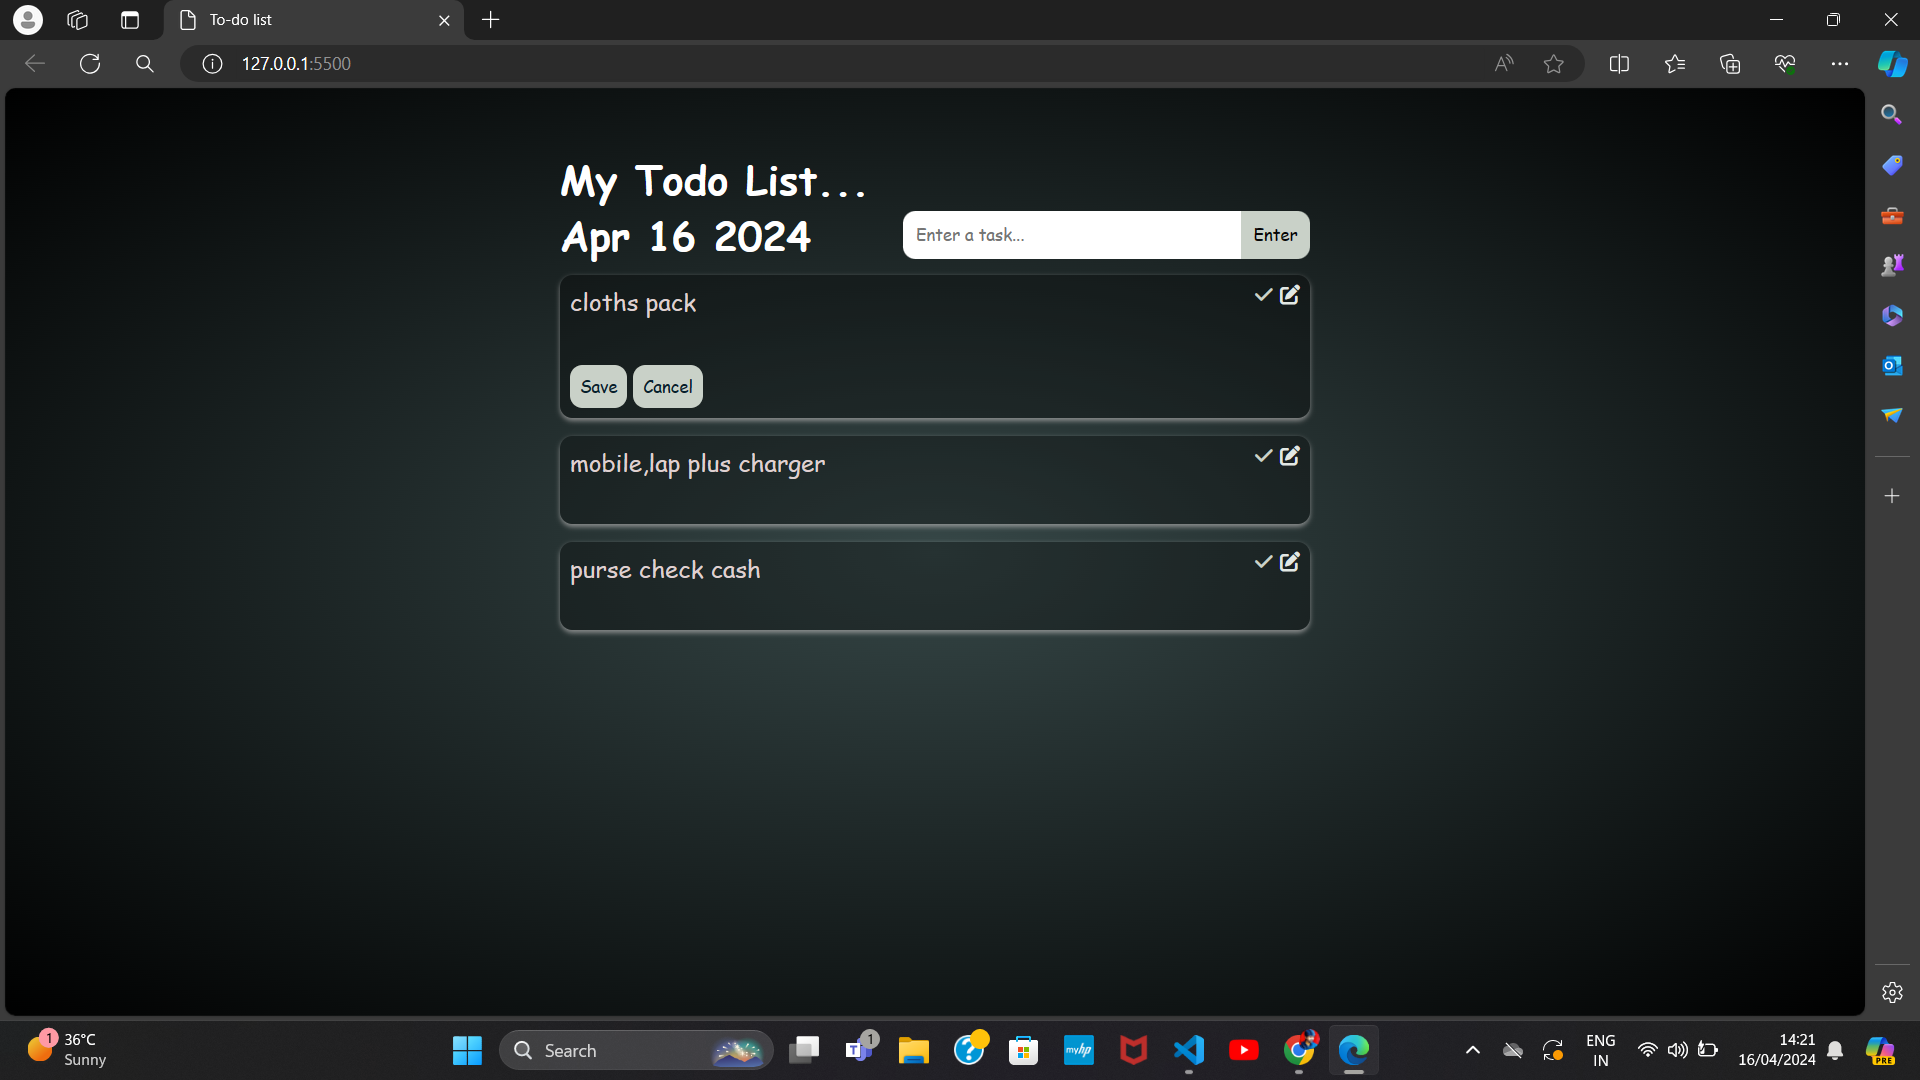 To-do list
127.0.0.1:5500
My Todo List...
Apr 16 2024
Enter a task...
Enter
cloths pack
Save
Cancel
mobile,lap plus charger
purse check cash
1
36°C
Sunny
Search
1
T
?
myhp
PRE
ENG
IN
14:21
16/04/2024